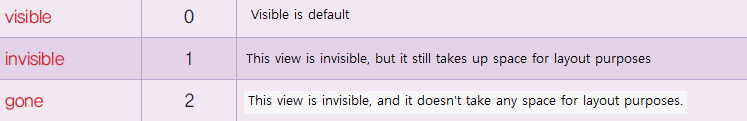 visible 0 Visible is default
invisible 1 This view is invisible, but it still takes up space for layout purposes
gone 2 This view is invisible, and it doesn't take any space for layout purposes.